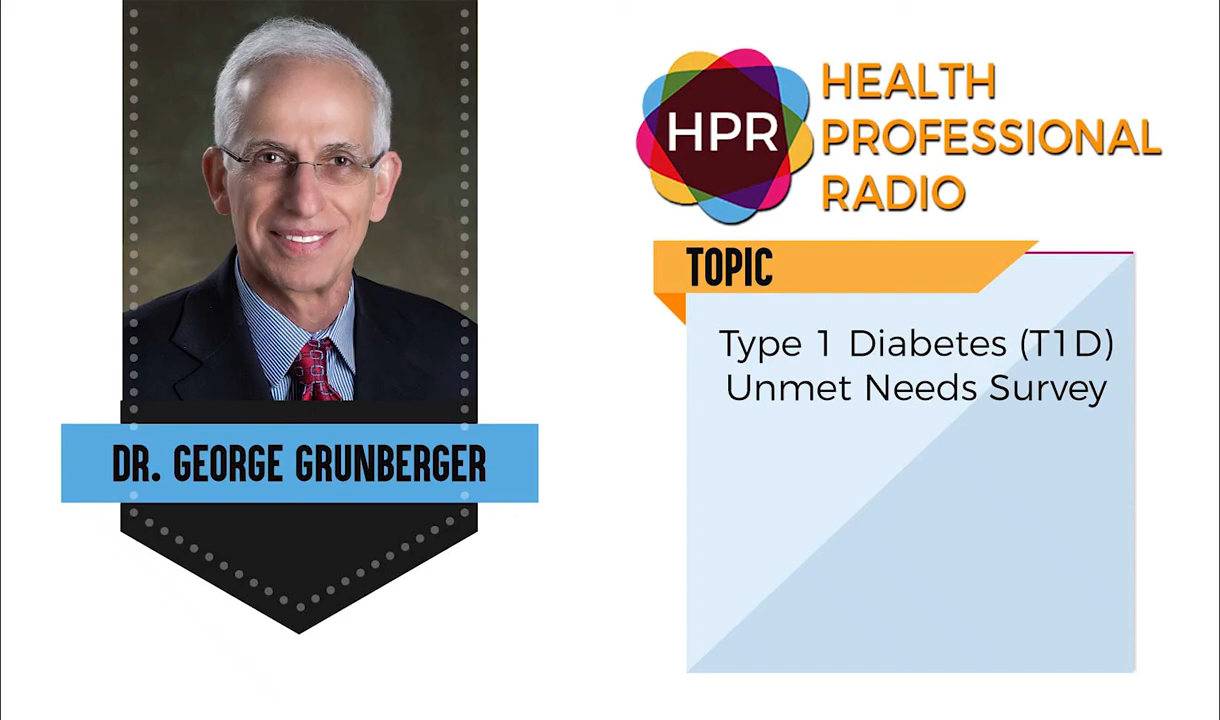 DR. GEORGE GRUNBERGER
HPR
HEALTH
PROFESSIONAL
RADIO
TOPIC
Type 1 Diabetes (T1D)
Unmet Needs Survey